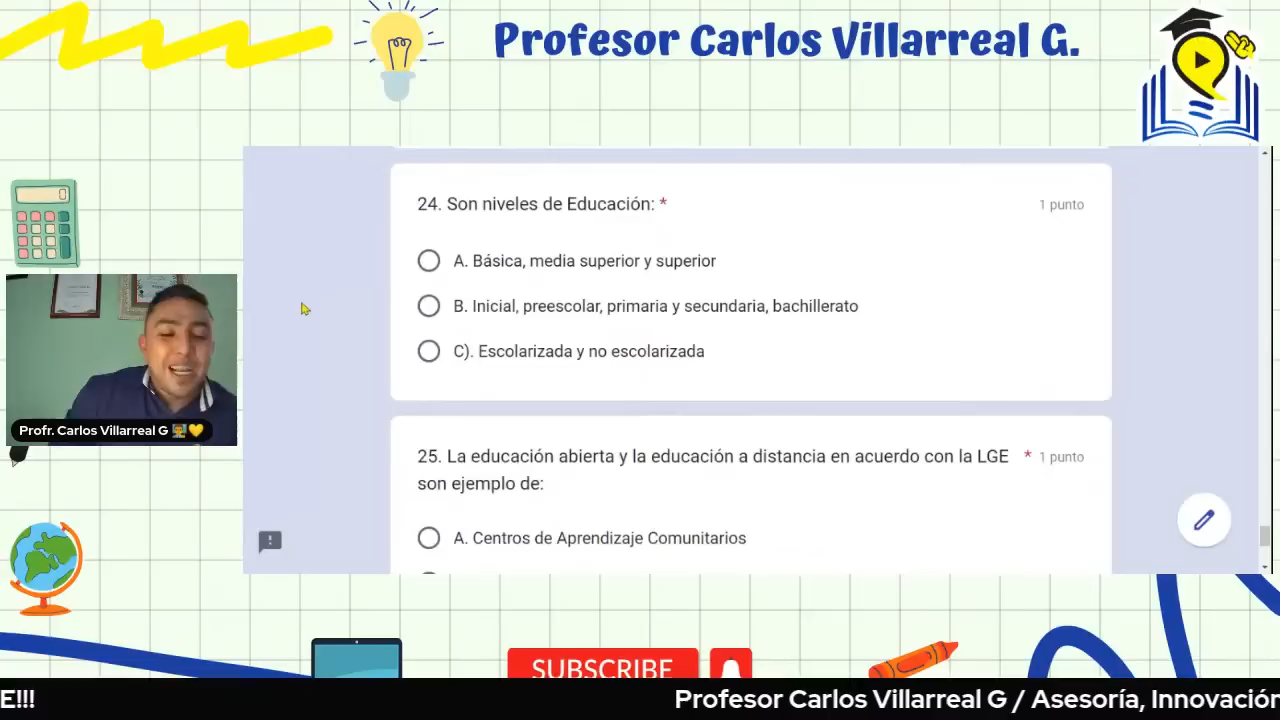 Profesor Carlos Villarreal G.
24. Son niveles de Educación: *
1 punto
A. Básica, media superior y superior
B. Inicial, preescolar, primaria y secundaria, bachillerato
C). Escolarizada y no escolarizada
Profr. Carlos Villarreal G 👨‍🏫💛
25. La educación abierta y la educación a distancia en acuerdo con la LGE * 1 punto
son ejemplo de:
A. Centros de Aprendizaje Comunitarios
SUBSCRIBE
E!!! Profesor Carlos Villarreal G / Asesoría, Innovación